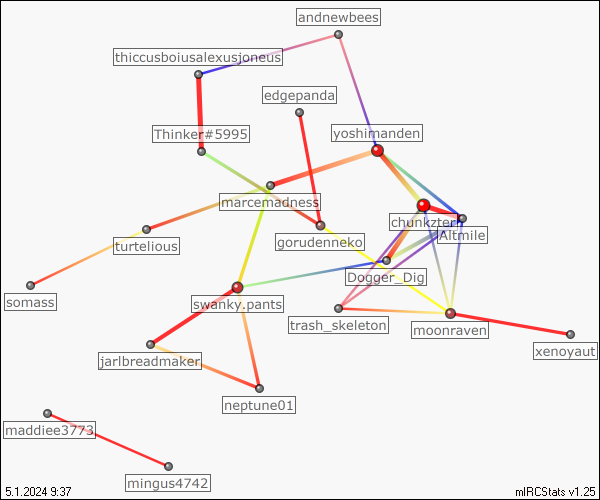 andnewbees
thiccusboiusalexusjoneus
edgepanda
Thinker#5995
yoshimanden
marcemadness
chunkzter
Altmile
turtelious
gorudenneko
Dogger_Dig
somass
swanky.pants
trash_skeleton
moonraven
xenoyaut
jarlbreadmaker
neptune01
maddiee3773
mingus4742
5.1.2024 9:37
mIRCStats v1.25